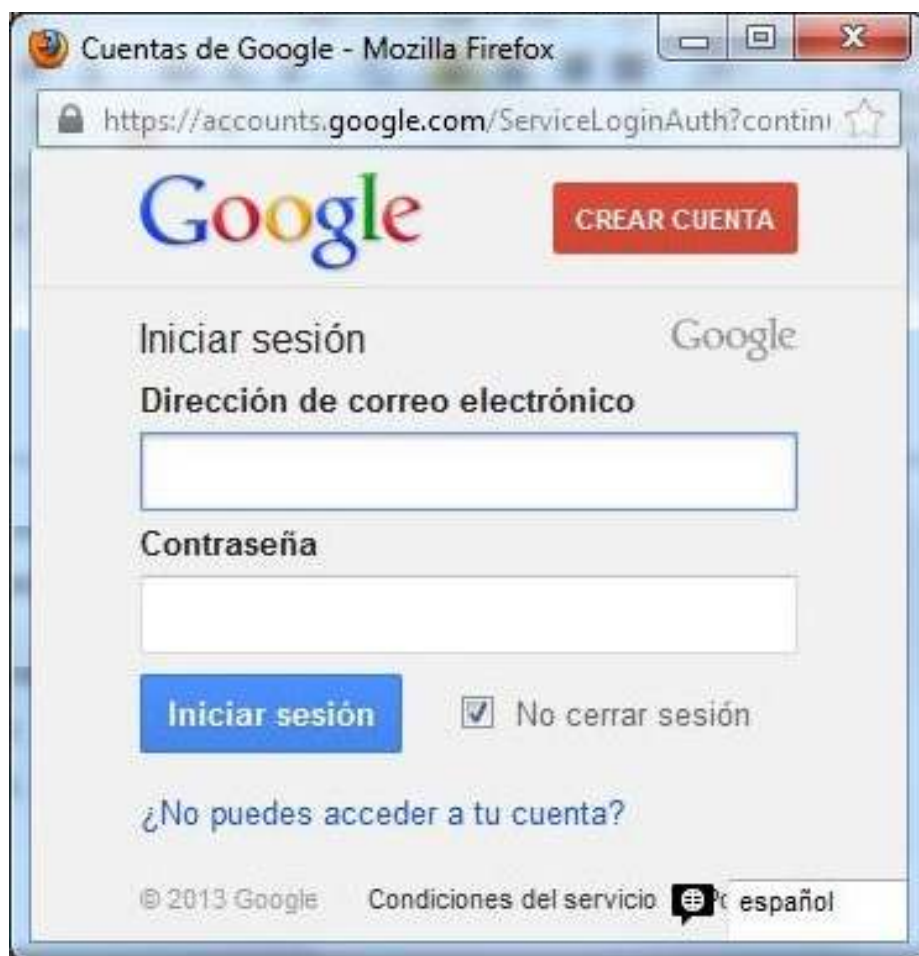 Cuentas de Google - Mozilla Firefox
https://accounts.google.com/ServiceLoginAuth?contin
Google
CREAR CUENTA
Iniciar sesión
Google
Dirección de correo electrónico
Contraseña
Iniciar sesión
No cerrar sesión
¿No puedes acceder a tu cuenta?
© 2013 Google Condiciones del servicio español